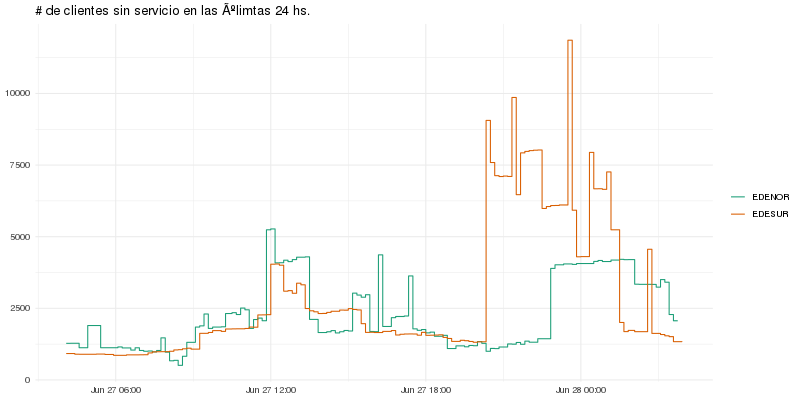 # de clientes sin servicio en las Ãºlimtas 24 hs.
10000
7500
5000
2500
0
Jun 27 06:00
Jun 27 12:00
Jun 27 18:00
Jun 28 00:00
EDENOR
EDESUR